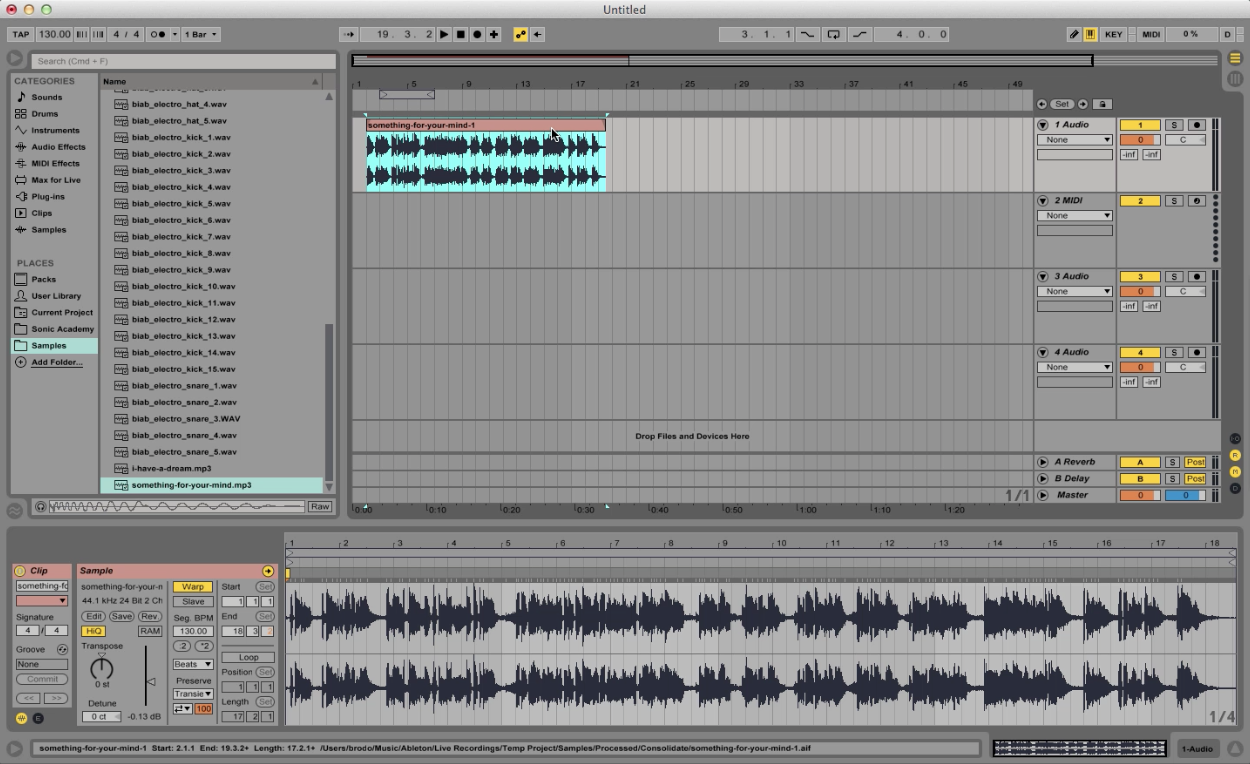 Untitled
TAP 130.00 4 / 4 1 Bar 19. 3. 2 3. 1. 1 4. 0. 0 KEY MIDI 0 % D
Search (Cmd + F)
CATEGORIES
Sounds
Drums
Instruments
Audio Effects
MIDI Effects
Max for Live
Plug-ins
Clips
Samples
PLACES
Packs
User Library
Current Project
Sonic Academy
Samples
Add Folder...
Name
biab_electro_hat_4.wav
biab_electro_hat_5.wav
biab_electro_kick_1.wav
biab_electro_kick_2.wav
biab_electro_kick_3.wav
biab_electro_kick_4.wav
biab_electro_kick_5.wav
biab_electro_kick_6.wav
biab_electro_kick_7.wav
biab_electro_kick_8.wav
biab_electro_kick_9.wav
biab_electro_kick_10.wav
biab_electro_kick_11.wav
biab_electro_kick_12.wav
biab_electro_kick_13.wav
biab_electro_kick_14.wav
biab_electro_kick_15.wav
biab_electro_snare_1.wav
biab_electro_snare_2.wav
biab_electro_snare_3.WAV
biab_electro_snare_4.wav
biab_electro_snare_5.wav
i-have-a-dream.mp3
something-for-your-mind.mp3
Raw
1 5 9 13 17 21 25 29 33 37 41 45 49
Set
something-for-your-mind-1
1 Audio 1 S
None 0 C
-inf -inf
2 MIDI 2 S
None
3 Audio 3 S
None 0 C
-inf -inf
4 Audio 4 S
None 0 C
-inf -inf
Drop Files and Devices Here
A Reverb A S Post
B Delay B S Post
1/1 Master 0 0
0:00 0:10 0:20 0:30 0:40 0:50 1:00 1:10 1:20
Clip
something-fo
Signature
4 / 4
Groove
None
Commit
<< >>
E
Sample
something-for-your-n
44.1 kHz 24 Bit 2 Ch
Edit Save Rev.
HiQ RAM
Transpose
0 st
Detune
0 ct -0.13 dB
Warp
Slave
Seg. BPM
130.00
:2 *2
Beats
Preserve
Transie
100
Start Set
1 1 1
End Set
18 3
Loop
Position Set
1 1 1
Length Set
17 2 1
1 2 3 4 5 6 7 8 9 10 11 12 13 14 15 16 17 18
1/4
something-for-your-mind-1 Start: 2.1.1 End: 19.3.2+ Length: 17.2.1+ /Users/brodo/Music/Ableton/Live Recordings/Temp Project/Samples/Processed/Consolidate/something-for-your-mind-1.aif
1-Audio